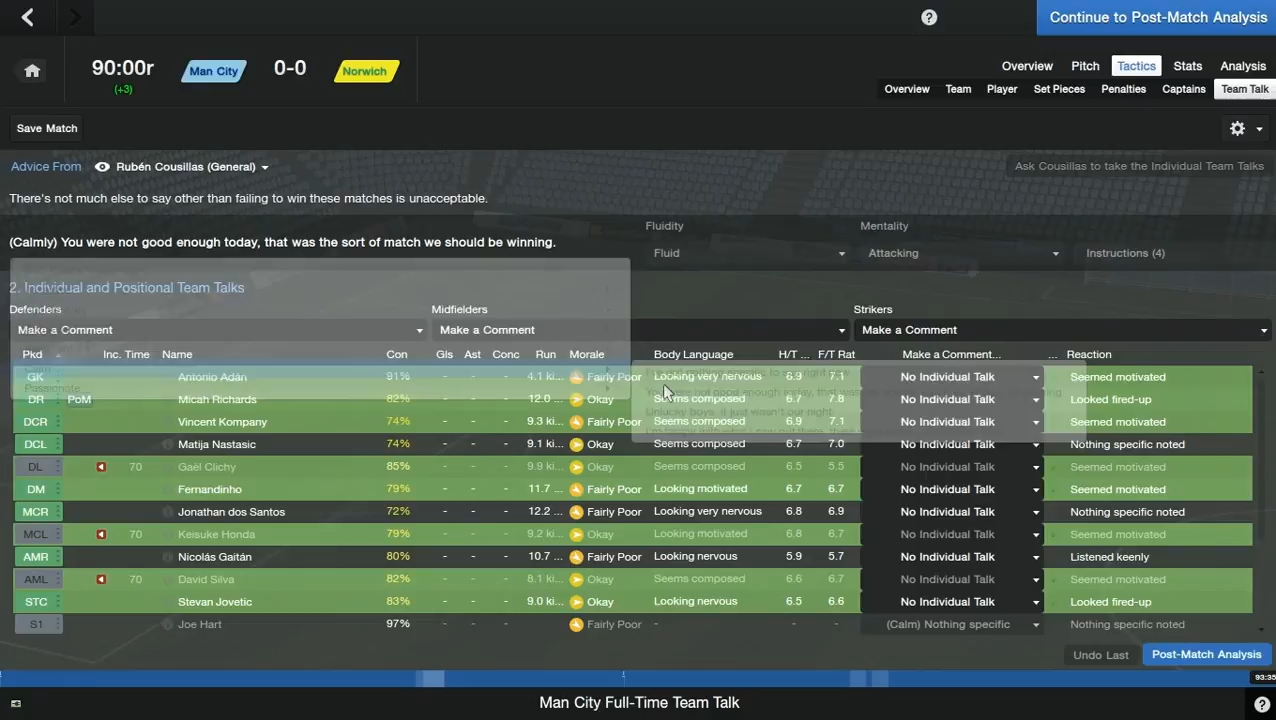 Continue to Post-Match Analysis
90:00r
(+3)
Man City
0-0
Norwich
Overview Pitch Tactics Stats Analysis
Overview Team Player Set Pieces Penalties Captains Team Talk
Save Match
Advice From Rubén Cousillas (General)
Ask Cousillas to take the Individual Team Talks
There's not much else to say other than failing to win these matches is unacceptable.
Fluidity Mentality
(Calmly) You were not good enough today, that was the sort of match we should be winning.
Fluid Attacking Instructions (4)
2. Individual and Positional Team Talks
Defenders Midfielders Strikers
Make a Comment Make a Comment Make a Comment
Pkd Inc. Time Name Con Gls Ast Conc Run Morale Body Language H/T ... F/T Rat Make a Comment... ... Reaction
GK Antonio Adán 91% - - - 4.1 ki... Fairly Poor Looking very nervous 6.9 7.1 No Individual Talk Seemed motivated
Passionate
DR PoM Micah Richards 82% - - - 12.0 ... Okay Seems composed 6.7 7.8 No Individual Talk Looked fired-up
Unlucky boys, it just wasn't our night
DCR Vincent Kompany 74% - - - 9.3 ki... Fairly Poor Seems composed 6.9 7.1 No Individual Talk Seemed motivated
DCL Matija Nastasic 74% - - - 9.1 ki... Okay Seems composed 6.7 7.0 No Individual Talk Nothing specific noted
DL 70 Gaël Clichy 85% - - - 9.9 ki... Okay Seems composed 6.5 5.5 No Individual Talk Seemed motivated
DM Fernandinho 79% - - - 11.7 ... Fairly Poor Looking motivated 6.7 6.7 No Individual Talk Seemed motivated
MCR Jonathan dos Santos 72% - - - 12.2 ... Fairly Poor Looking very nervous 6.8 6.9 No Individual Talk Nothing specific noted
MCL 70 Keisuke Honda 79% - - - 9.2 ki... Okay Looking motivated 6.8 6.7 No Individual Talk Seemed motivated
AMR Nicolás Gaitán 80% - - - 10.7 ... Fairly Poor Looking nervous 5.9 5.7 No Individual Talk Listened keenly
AML 70 David Silva 82% - - - 8.1 ki... Okay Seems composed 6.6 6.7 No Individual Talk Seemed motivated
STC Stevan Jovetic 83% - - - 9.0 ki... Okay Looking nervous 6.5 6.6 No Individual Talk Looked fired-up
S1 Joe Hart 97% - - - - Fairly Poor - - - (Calm) Nothing specific Nothing specific noted
Undo Last Post-Match Analysis
93:35
Man City Full-Time Team Talk